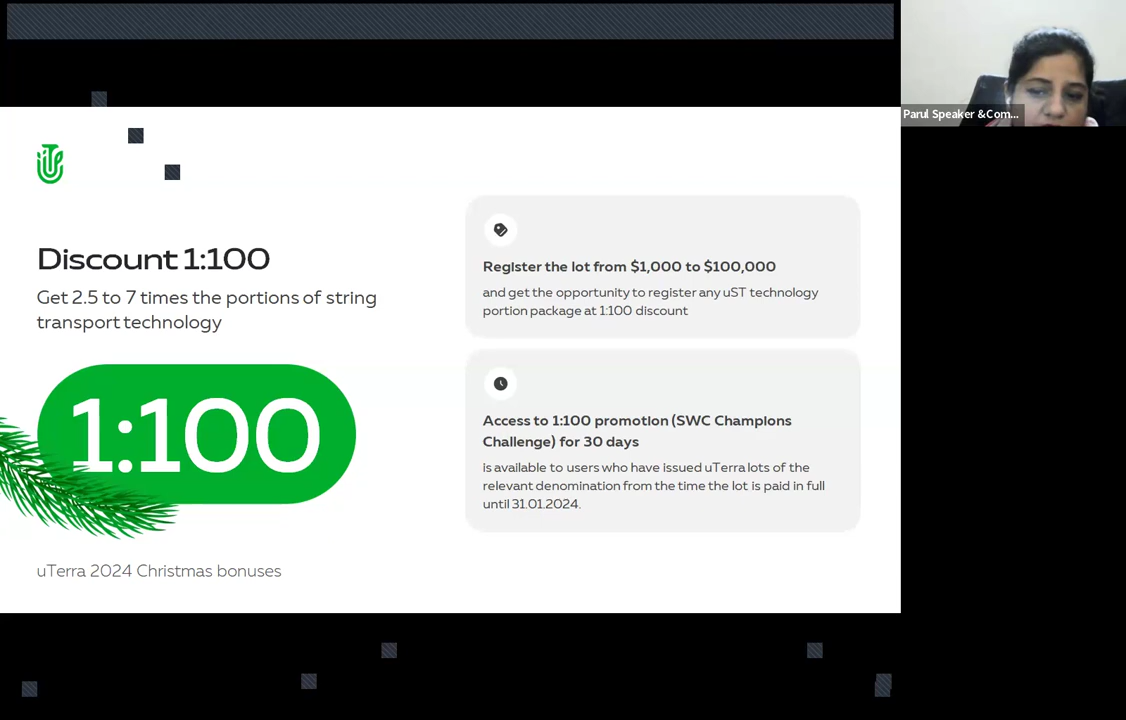 Parul Speaker &Com...
Discount 1:100
Get 2.5 to 7 times the portions of string
transport technology
1:100
uTerra 2024 Christmas bonuses
Register the lot from $1,000 to $100,000
and get the opportunity to register any uST technology
portion package at 1:100 discount
Access to 1:100 promotion (SWC Champions
Challenge) for 30 days
is available to users who have issued uTerra lots of the
relevant denomination from the time the lot is paid in full
until 31.01.2024.